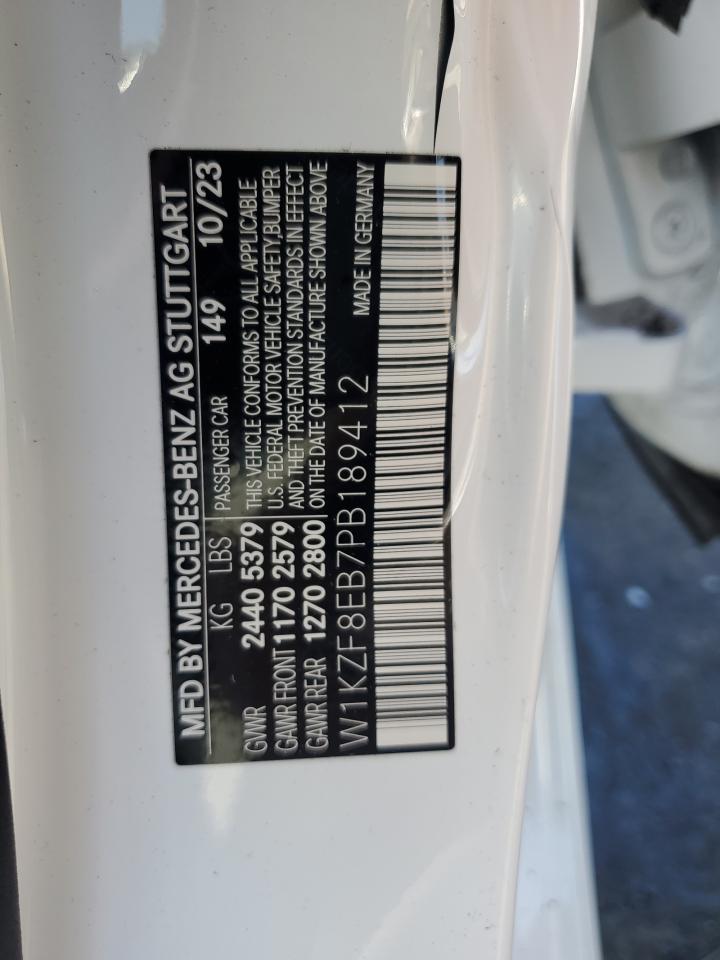 MFD BY MERCEDES-BENZ AG STUTTGART
KG LBS PASSENGER CAR 149 10/23
GVWR 2440 5379 THIS VEHICLE CONFORMS TO ALL APPLICABLE
GAWR FRONT 1170 2579 U.S. FEDERAL MOTOR VEHICLE SAFETY, BUMPER
AND THEFT PREVENTION STANDARDS IN EFFECT
GAWR REAR 1270 2800 ON THE DATE OF MANUFACTURE SHOWN ABOVE
W1KZF8EB7PB189412 MADE IN GERMANY